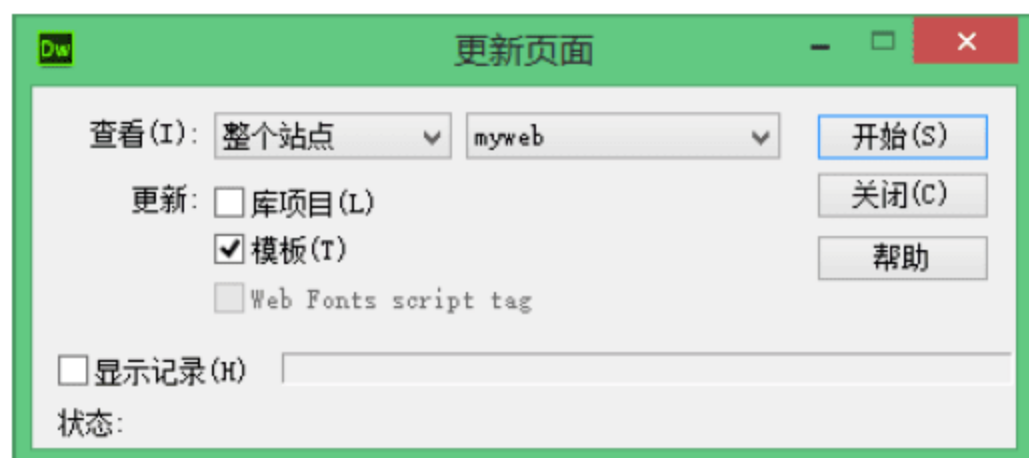 Dw 更新页面
查看(I): 整个站点 myweb 开始(S)
更新: 库项目(L) 关闭(C)
模板(T) 帮助
Web Fonts script tag
显示记录(H)
状态: